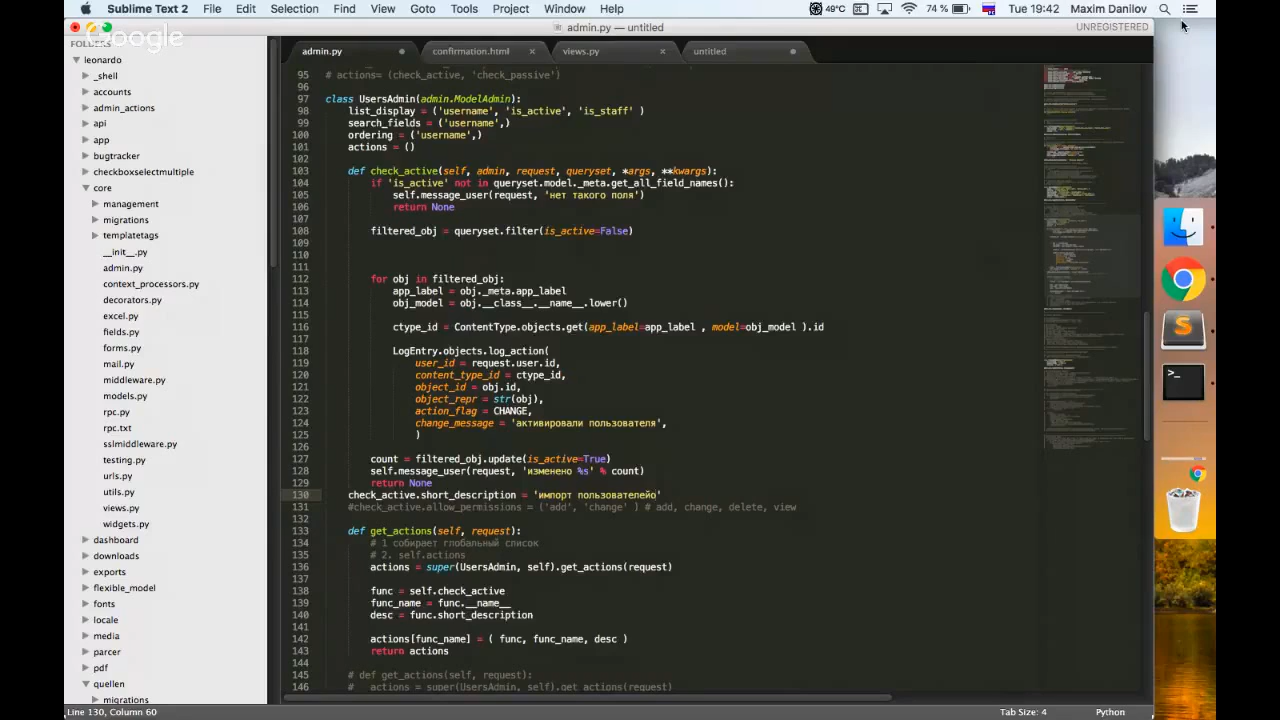 Sublime Text 2 File Edit Selection Find View Goto Tools Project Window Help 48°C 74 % Tue 19:42 Maxim Danilov
admin.py — untitled UNREGISTERED
Google
FOLDERS
admin.py confirmation.html views.py untitled
leonardo
_shell
accounts
admin_actions
api
app
bugtracker
checkboxselectmultiple
core
management
migrations
templatetags
__init__.py
admin.py
context_processors.py
decorators.py
excel.py
fields.py
forms.py
mail.py
middleware.py
models.py
rpc.py
rpc.txt
sslmiddleware.py
testing.py
urls.py
utils.py
views.py
widgets.py
dashboard
downloads
exports
flexible_model
fonts
locale
media
parcer
pdf
quellen
migrations
95 # actions= (check_active, 'check_passive')
96
97 class UsersAdmin(admin.ModelAdmin):
98 list_display = ('username', 'is_active', 'is_staff' )
99 search_fields = ('username',)
100 ordering = ('username',)
101 actions = ()
102
103 def check_active(self, admin, request, queryset, *args, **kwargs):
104 if 'is_active' not in queryset.model._meta.get_all_field_names():
105 self.message_user(request, 'нет такого поля')
106 return None
107
108 filtered_obj = queryset.filter(is_active=False)
109
110
111
112 for obj in filtered_obj:
113 app_label = obj._meta.app_label
114 obj_model = obj.__class__.__name__.lower()
115
116 ctype_id = ContentType.objects.get(app_label=app_label , model=obj_model ).id
117
118 LogEntry.objects.log_action(
119 user_id = request.user.id,
120 content_type_id = ctype_id,
121 object_id = obj.id,
122 object_repr = str(obj),
123 action_flag = CHANGE,
124 change_message = 'активировали пользователя',
125 )
126
127 count = filtered_obj.update(is_active=True)
128 self.message_user(request, 'изменено %s' % count)
129 return None
130 check_active.short_description = 'импорт пользователейо'
131 #check_active.allow_permissions = ('add', 'change' ) # add, change, delete, view
132
133 def get_actions(self, request):
134 # 1 собирает глобальный список
135 # 2. self.actions
136 actions = super(UsersAdmin, self).get_actions(request)
137
138 func = self.check_active
139 func_name = func.__name__
140 desc = func.short_description
141
142 actions[func_name] = ( func, func_name, desc )
143 return actions
144
145 # def get_actions(self, request):
146 # actions = super(UsersAdmin, self).get_actions(request)
Line 130, Column 60 Tab Size: 4 Python